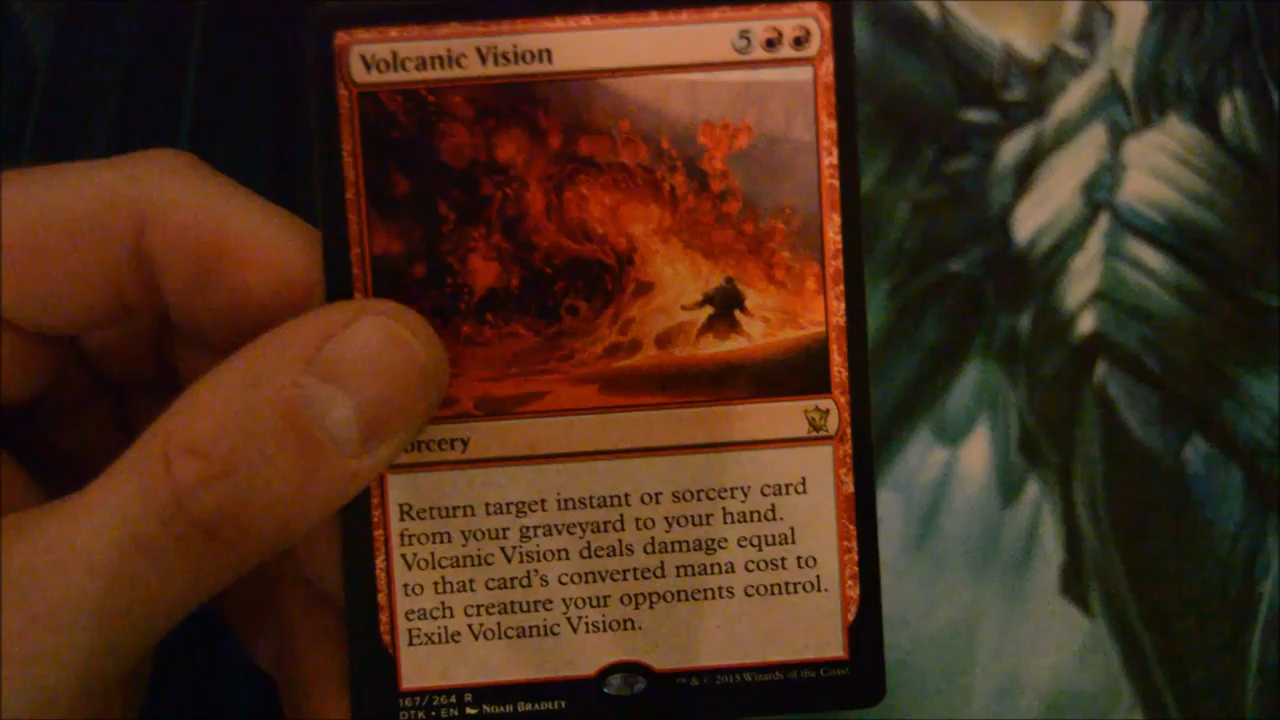 Volcanic Vision 5
orcery
Return target instant or sorcery card
from your graveyard to your hand.
Volcanic Vision deals damage equal
to that card's converted mana cost to
each creature your opponents control.
Exile Volcanic Vision.
167/264 R
DTK • EN NOAH BRADLEY
™ & © 2015 Wizards of the Coast